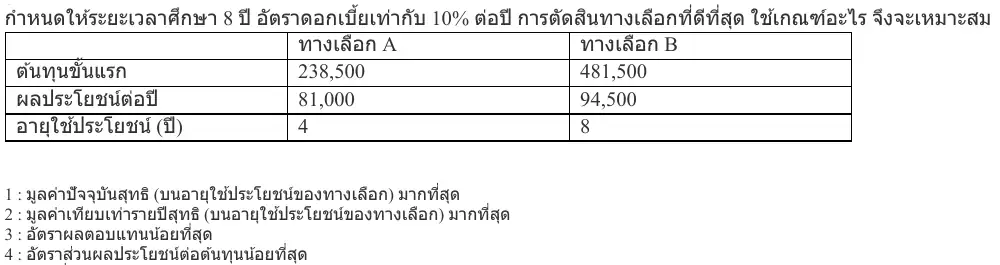 กำหนดให้ระยะเวลาศึกษา 8 ปี อัตราดอกเบี้ยเท่ากับ 10% ต่อปี การตัดสินทางเลือกที่ดีที่สุด ใช้เกณฑ์อะไร จึงจะเหมาะสม
ทางเลือก A ทางเลือก B
ต้นทุนขั้นแรก 238,500 481,500
ผลประโยชน์ต่อปี 81,000 94,500
อายุใช้ประโยชน์ (ปี) 4 8
1 : มูลค่าปัจจุบันสุทธิ (บนอายุใช้ประโยชน์ของทางเลือก) มากที่สุด
2 : มูลค่าเทียบเท่ารายปีสุทธิ (บนอายุใช้ประโยชน์ของทางเลือก) มากที่สุด
3 : อัตราผลตอบแทนน้อยที่สุด
4 : อัตราส่วนผลประโยชน์ต่อต้นทุนน้อยที่สุด